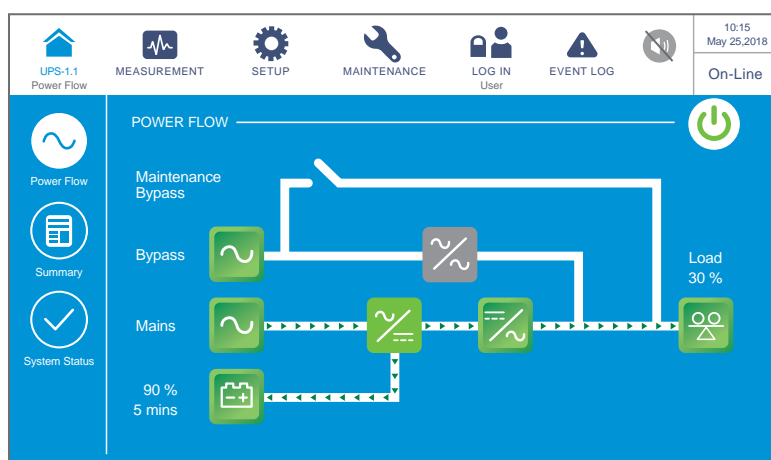 10:15
May 25,2018
UPS-1.1
Power Flow
MEASUREMENT
SETUP
MAINTENANCE
LOG IN
User
EVENT LOG
On-Line
Power Flow
Summary
System Status
POWER FLOW
Maintenance
Bypass
Bypass
Load
30 %
Mains
90 %
5 mins